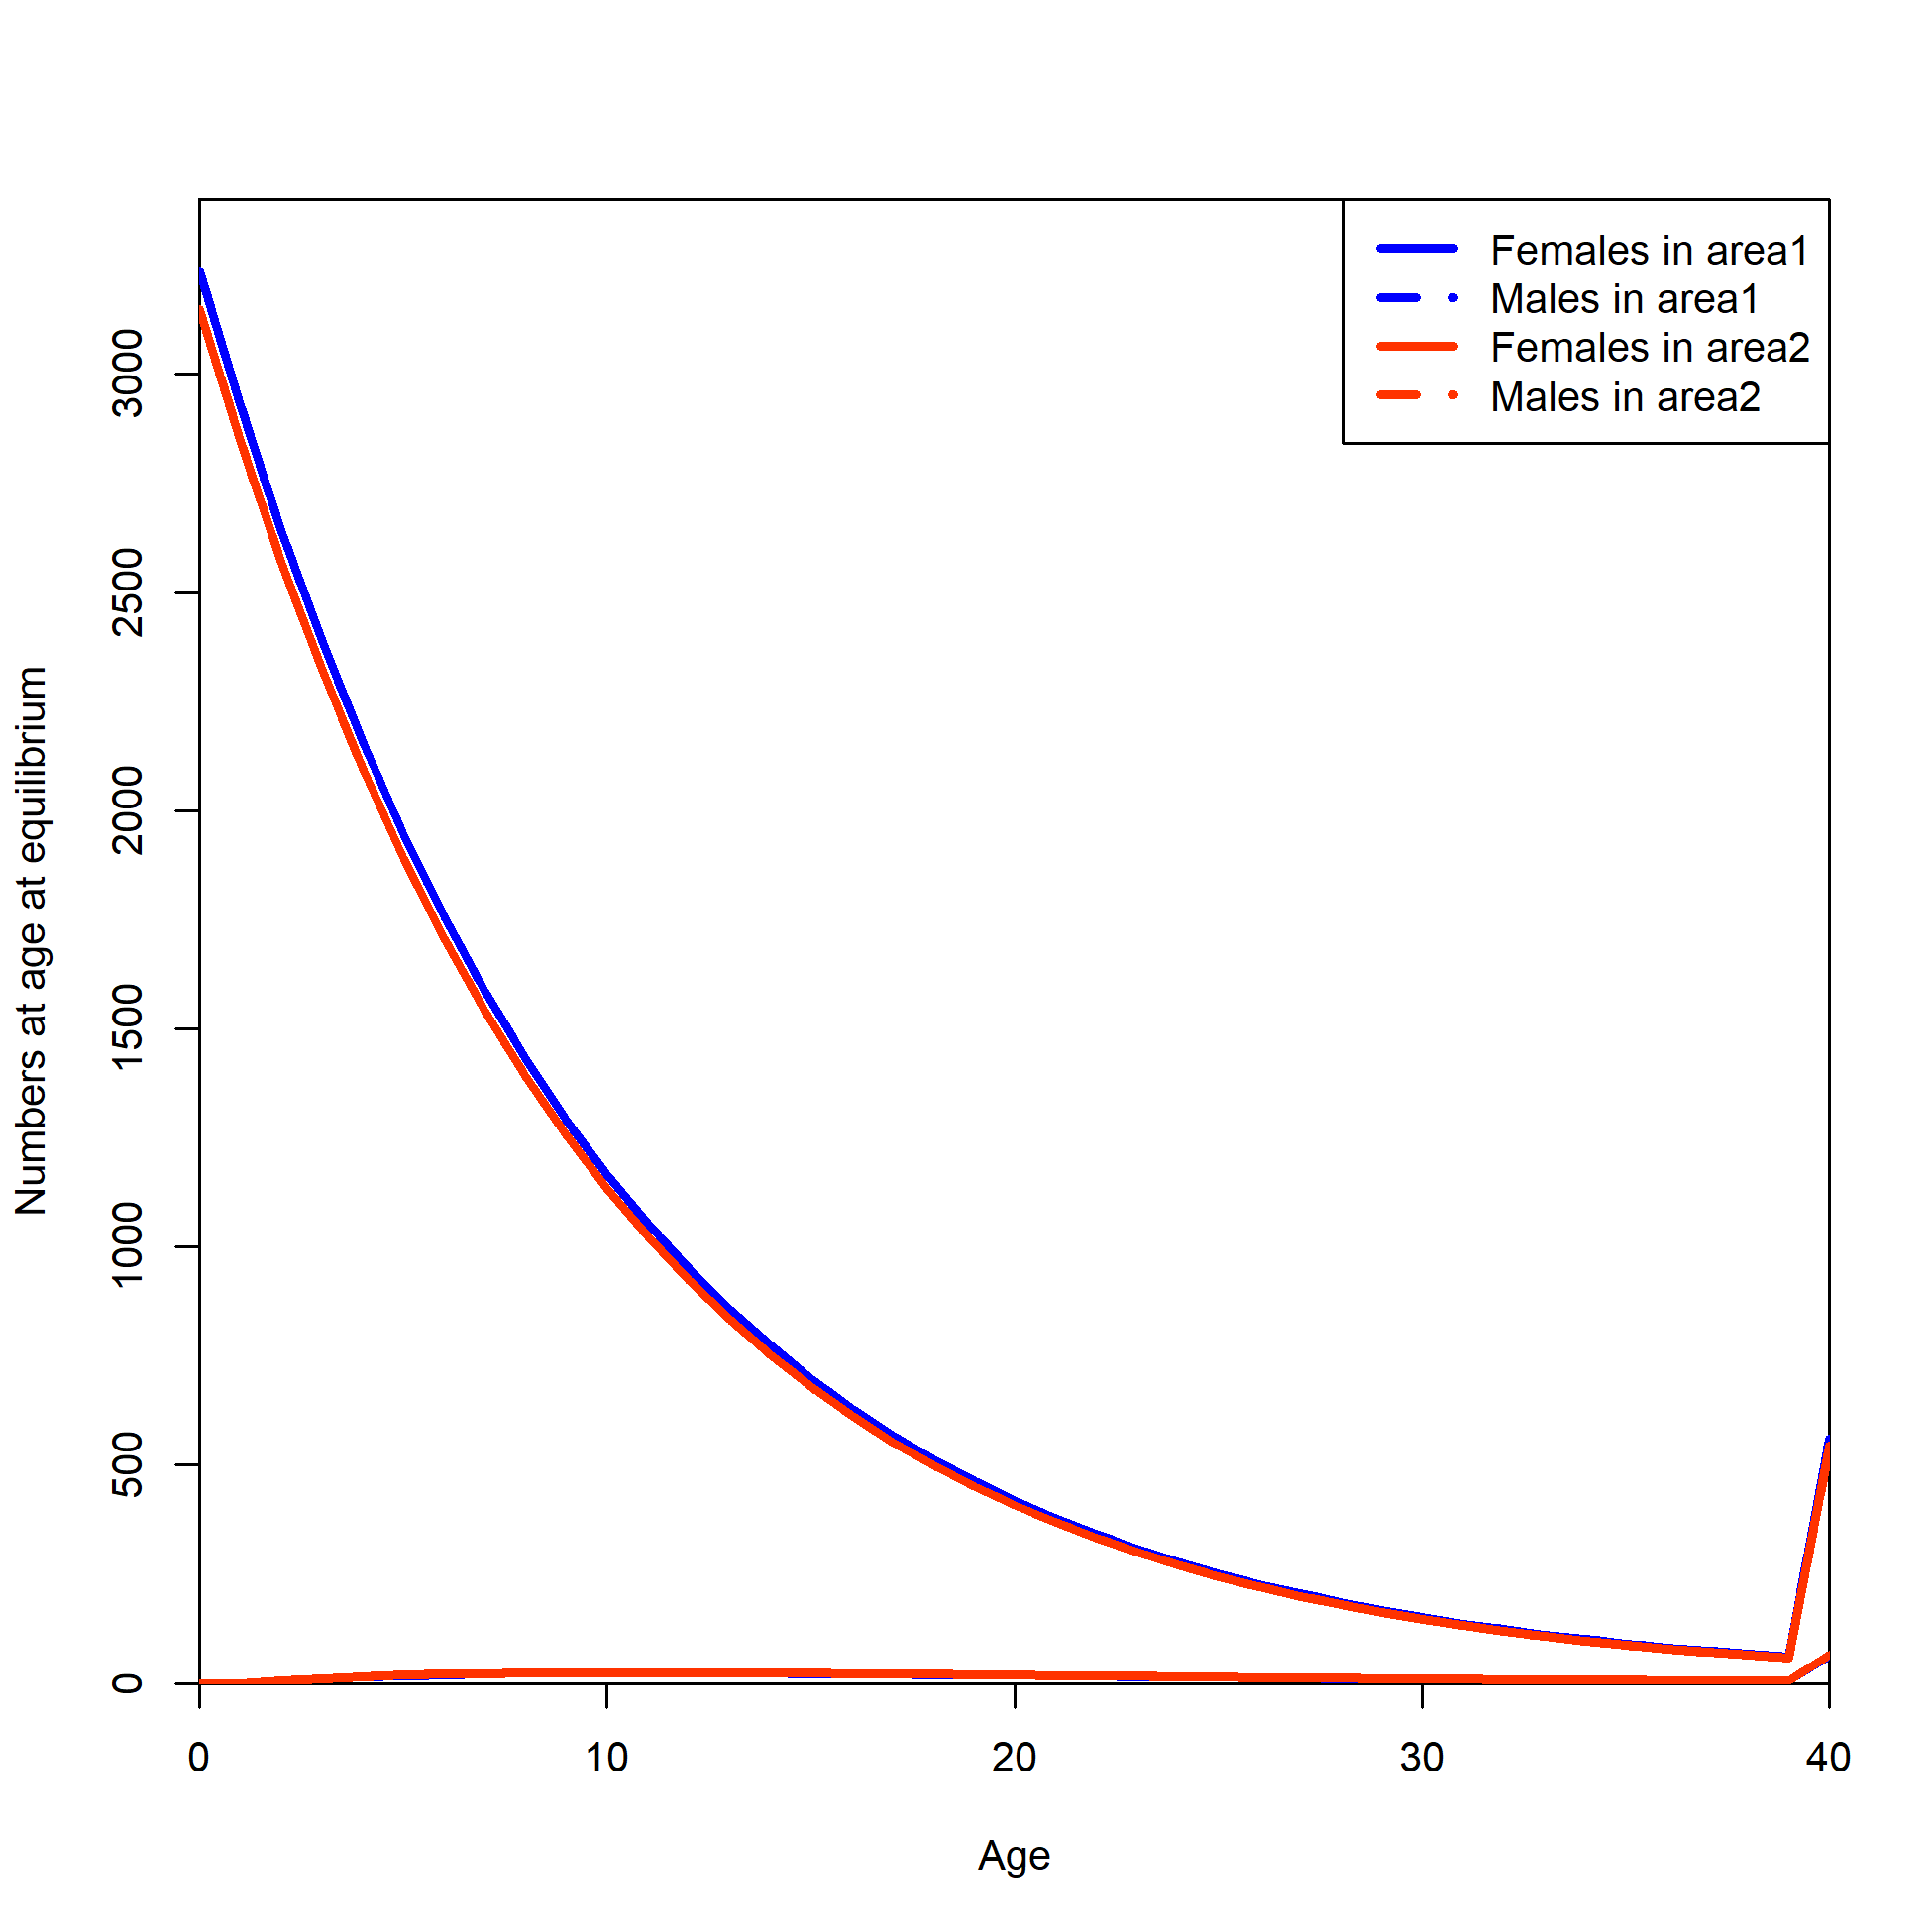 Females in area1
Males in area1
Females in area2
Males in area2
Numbers at age at equilibrium
3000
2500
2000
1500
1000
500
0
0 10 20 30 40
Age